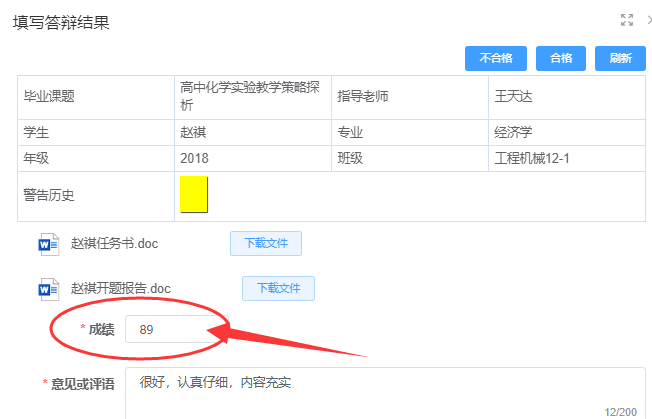 填写答辩结果
不合格 合格 刷新
毕业课题 高中化学实验教学策略探析 指导老师 王天达
学生 赵祺 专业 经济学
年级 2018 班级 工程机械12-1
警告历史
赵祺任务书.doc 下载文件
赵祺开题报告.doc 下载文件
* 成绩 89
* 意见或评语 很好，认真仔细，内容充实
12/200